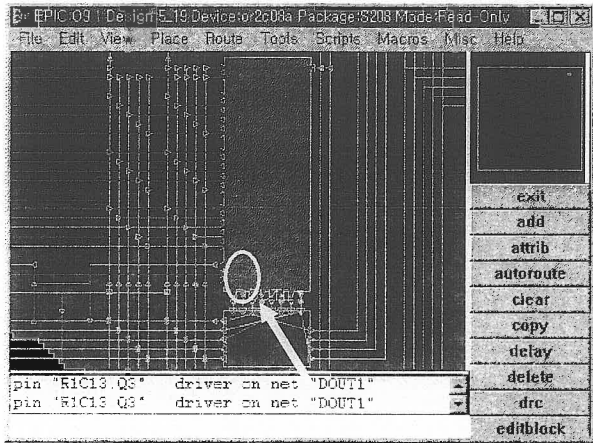 EPIC:O9 1 Design 5_19 Device:or2c08a Package:S208 Mode:Read-Only
File Edit View Place Route Tools Scripts Macros Misc Help
exit
add
attrib
autoroute
clear
copy
delay
delete
drc
editblock
pin "R1C13.Q3" driver on net "DOUT1"
pin "R1C13.Q3" driver on net "DOUT1"